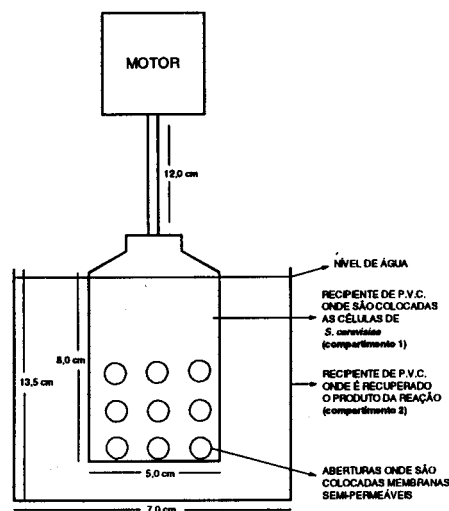 MOTOR
12,0 cm
NÍVEL DE ÁGUA
RECIPIENTE DE P.V.C.
ONDE SÃO COLOCADAS
AS CÉLULAS DE
S. cerevisiae
(compartimento 1)
8,0 cm
13,5 cm
RECIPIENTE DE P.V.C.
ONDE É RECUPERADO
O PRODUTO DA REAÇÃO
(compartimento 2)
ABERTURAS ONDE SÃO
COLOCADAS MEMBRANAS
SEMI-PERMEÁVEIS
5,0 cm
7,0 cm